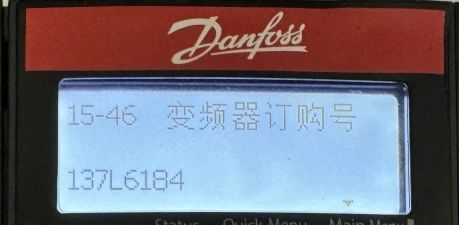 Danfoss
15-46 变频器订购号
137L6184
Status Quick Menu Main Menu